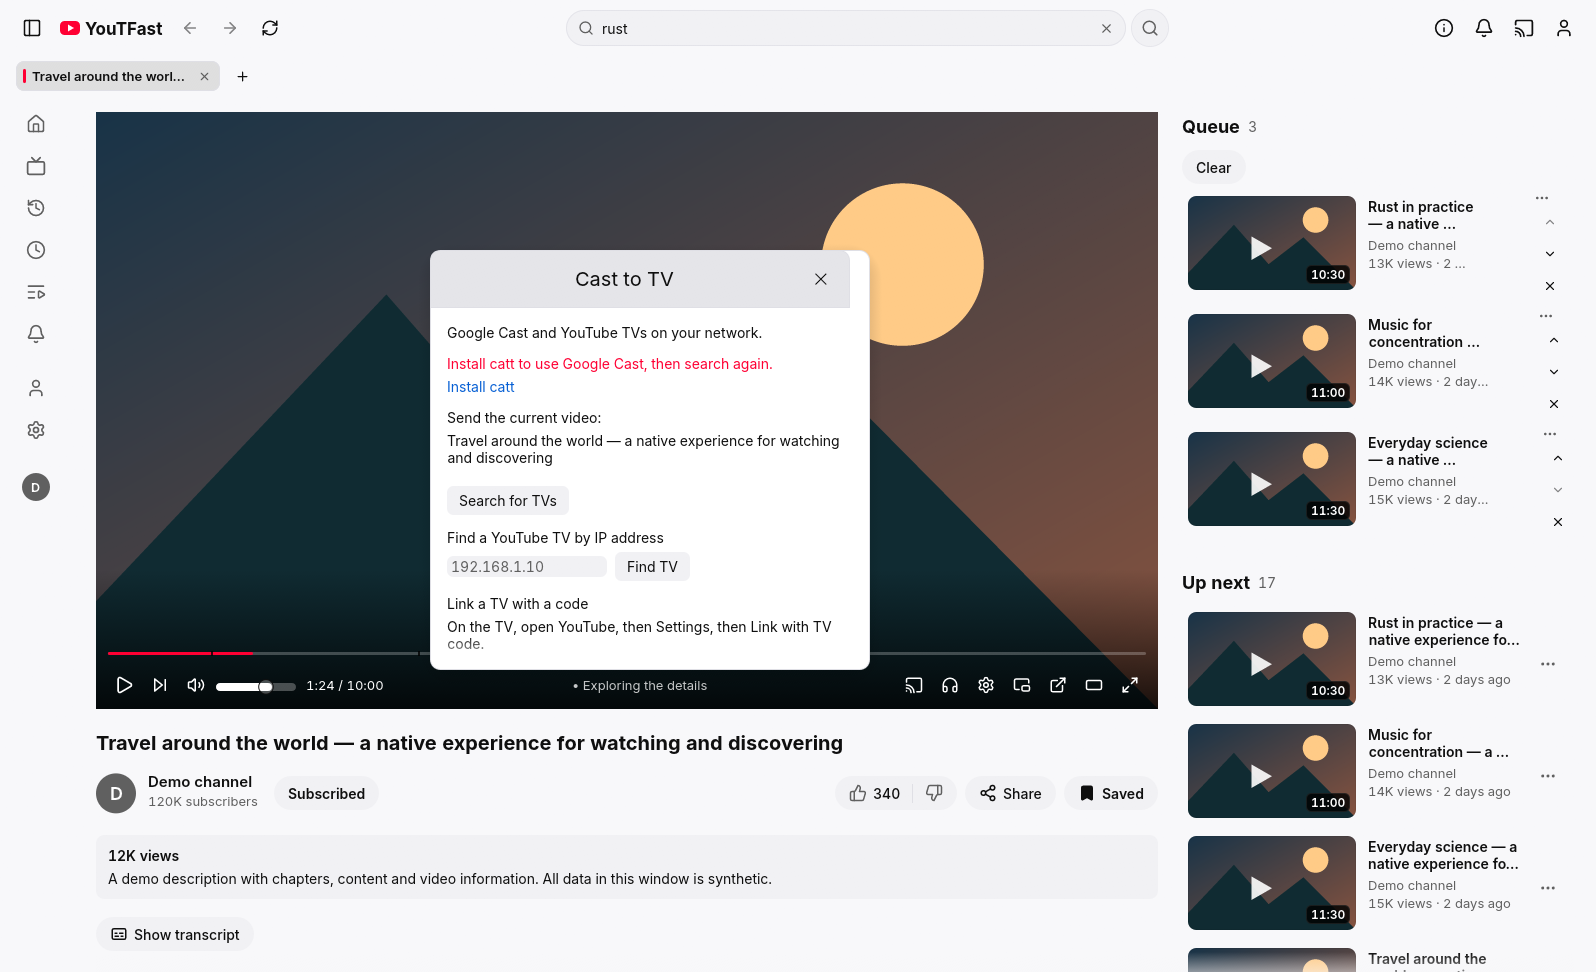 YouTFast
rust
Travel around the worl...
Queue 3
Clear
Rust in practice
— a native ...
Demo channel
13K views · 2 ...
10:30
Music for
concentration ...
Demo channel
14K views · 2 day...
11:00
Everyday science
— a native ...
Demo channel
15K views · 2 day...
11:30
Cast to TV
Google Cast and YouTube TVs on your network.
Install catt to use Google Cast, then search again.
Install catt
Send the current video:
Travel around the world — a native experience for watching
and discovering
Search for TVs
Find a YouTube TV by IP address
192.168.1.10
Find TV
Link a TV with a code
On the TV, open YouTube, then Settings, then Link with TV
code.
1:24 / 10:00
• Exploring the details
Travel around the world — a native experience for watching and discovering
D
D
Demo channel
120K subscribers
Subscribed
340
Share
Saved
12K views
A demo description with chapters, content and video information. All data in this window is synthetic.
Show transcript
Up next 17
Rust in practice — a
native experience fo...
Demo channel
13K views · 2 days ago
10:30
Music for
concentration — a ...
Demo channel
14K views · 2 days ago
11:00
Everyday science — a
native experience fo...
Demo channel
15K views · 2 days ago
11:30
Travel around the